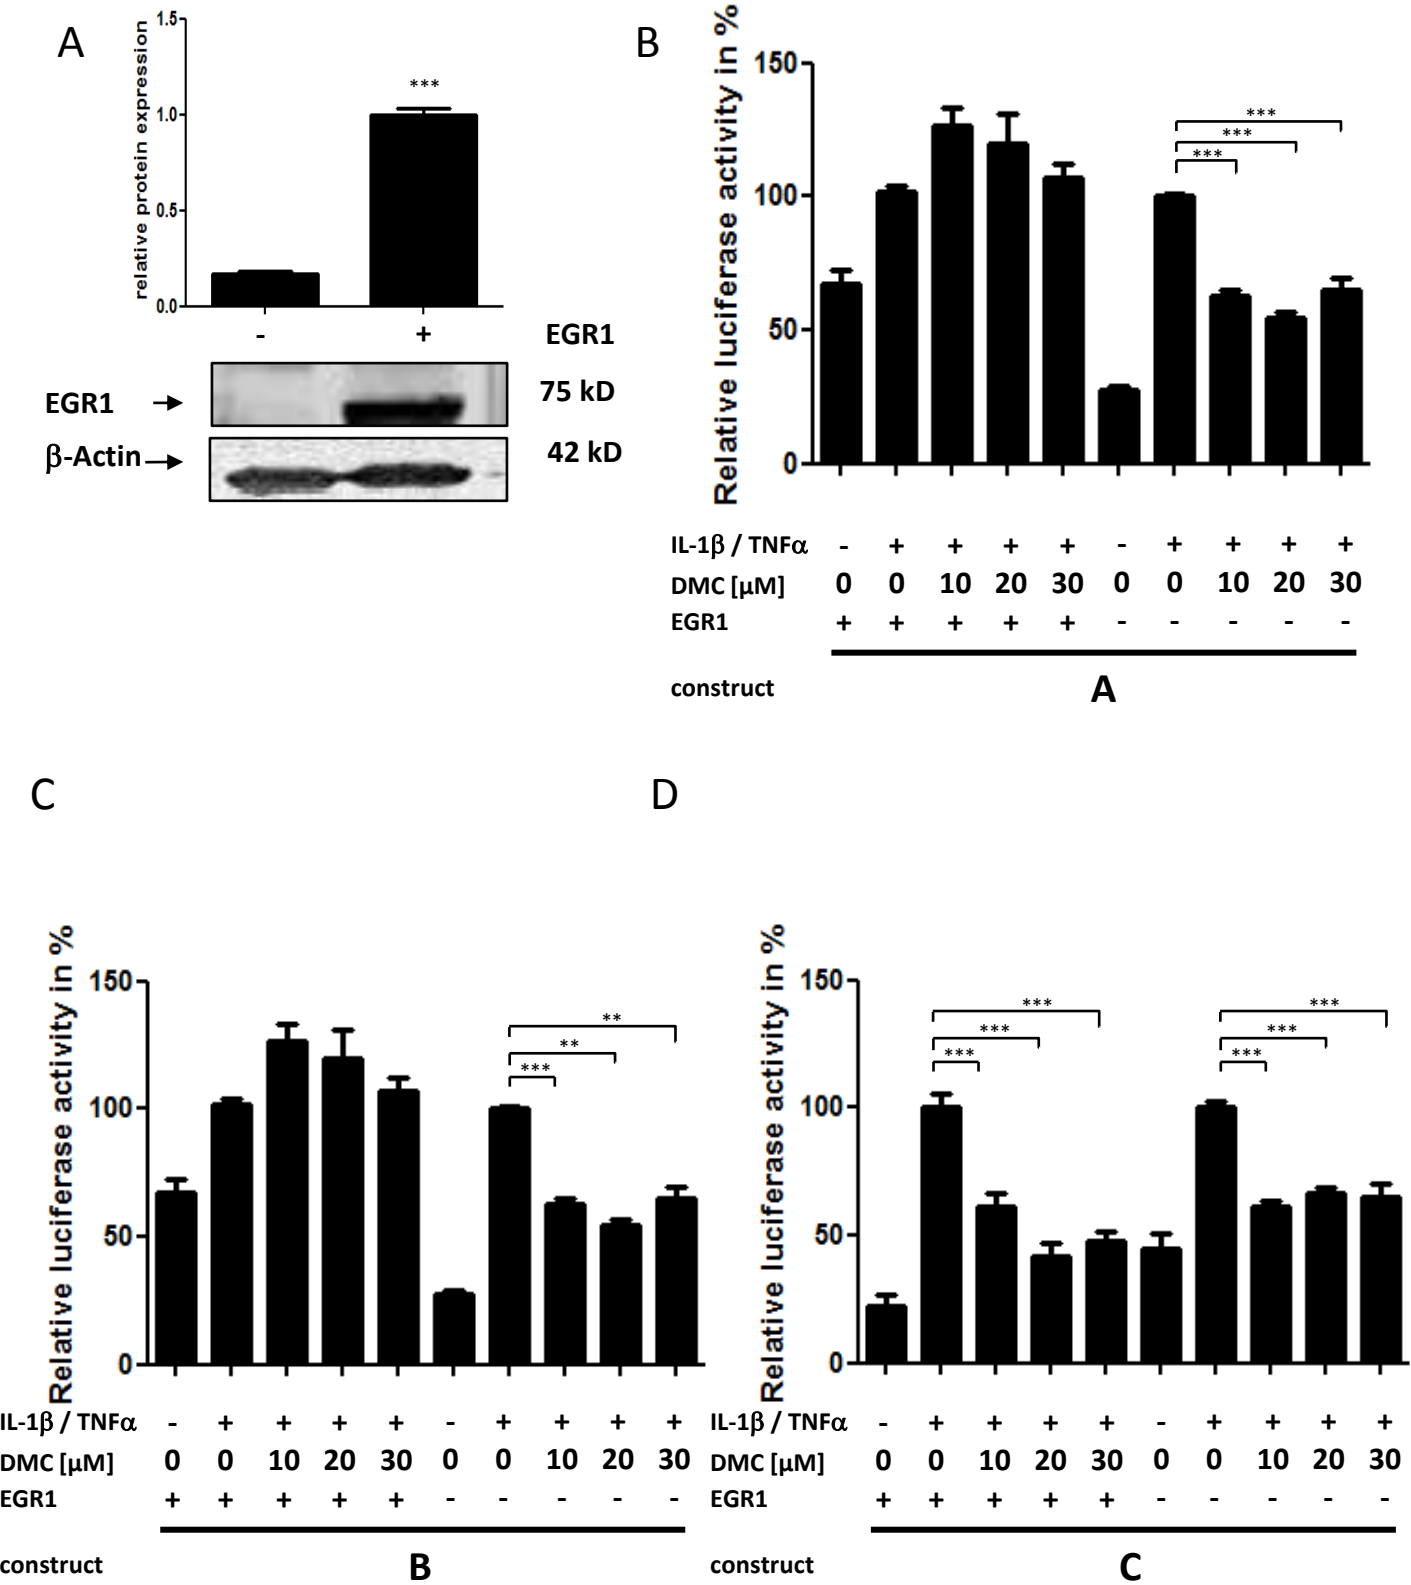 A
relative protein expression
1.5
1.0
0.5
0.0
***
- + EGR1
EGR1
75 kD
β-Actin
42 kD
B
Relative luciferase activity in %
150
100
50
0
***
***
***
IL-1β / TNFα - + + + + - + + + +
DMC [µM] 0 0 10 20 30 0 0 10 20 30
EGR1 + + + + + - - - - -
construct A
C
Relative luciferase activity in %
150
100
50
0
**
**
***
IL-1β / TNFα - + + + + - + + + +
DMC [µM] 0 0 10 20 30 0 0 10 20 30
EGR1 + + + + + - - - - -
construct B
D
Relative luciferase activity in %
150
100
50
0
*** ***
*** ***
*** ***
IL-1β / TNFα - + + + + - + + + +
DMC [µM] 0 0 10 20 30 0 0 10 20 30
EGR1 + + + + + - - - - -
construct C